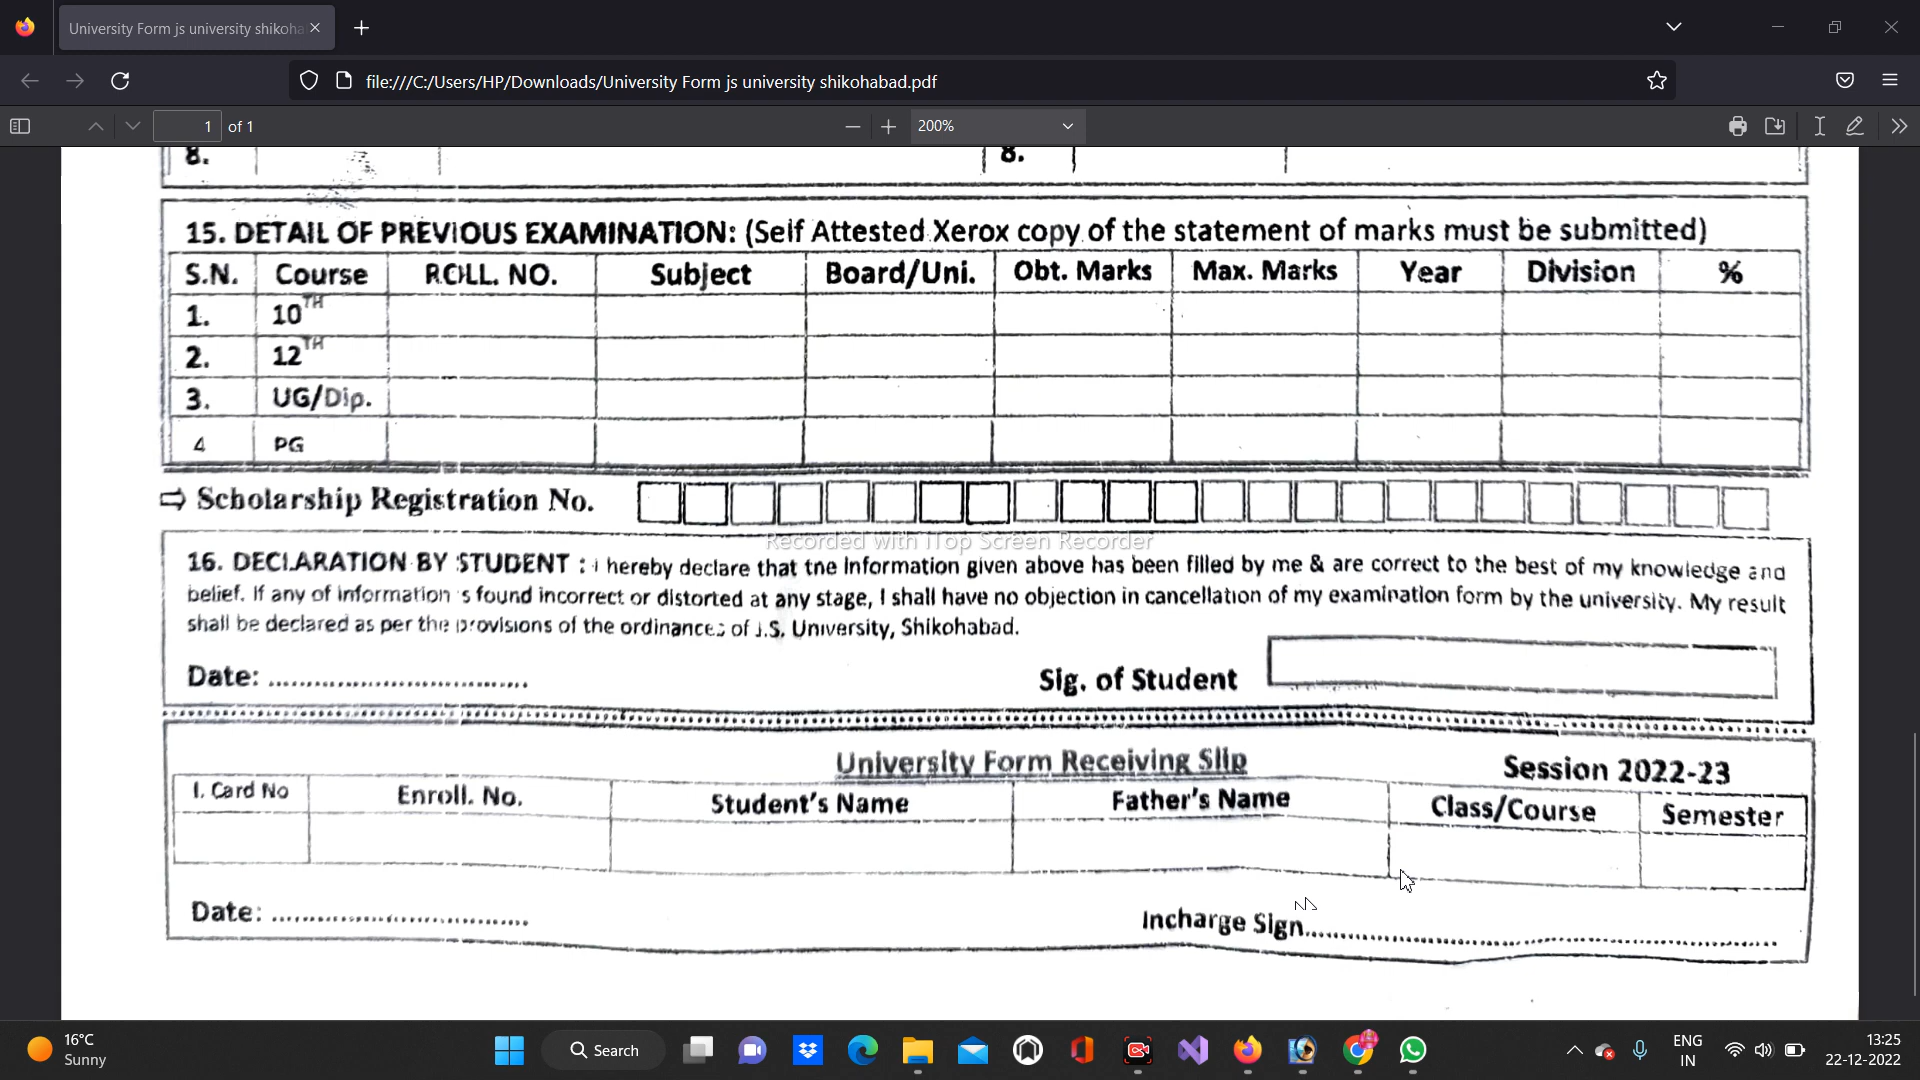 University Form js university shikoha
file:///C:/Users/HP/Downloads/University Form js university shikohabad.pdf
1 of 1
200%
8. 8.
15. DETAIL OF PREVIOUS EXAMINATION: (Self Attested Xerox copy of the statement of marks must be submitted)
S.N. Course ROLL. NO. Subject Board/Uni. Obt. Marks Max. Marks Year Division %
1. 10TH
2. 12TH
3. UG/Dip.
4 PG
⇨ Scholarship Registration No.
Recorded with iTop Screen Recorder
16. DECLARATION BY STUDENT : I hereby declare that the information given above has been filled by me & are correct to the best of my knowledge and
belief. If any of information is found incorrect or distorted at any stage, I shall have no objection in cancellation of my examination form by the university. My result
shall be declared as per the provisions of the ordinances of J.S. University, Shikohabad.
Date: ................................ Sig. of Student
University Form Receiving Slip Session 2022-23
I. Card No Enroll. No. Student's Name Father's Name Class/Course Semester
Date: ................................ Incharge Sign................................................
16°C
Sunny
Search
ENG
IN
13:25
22-12-2022